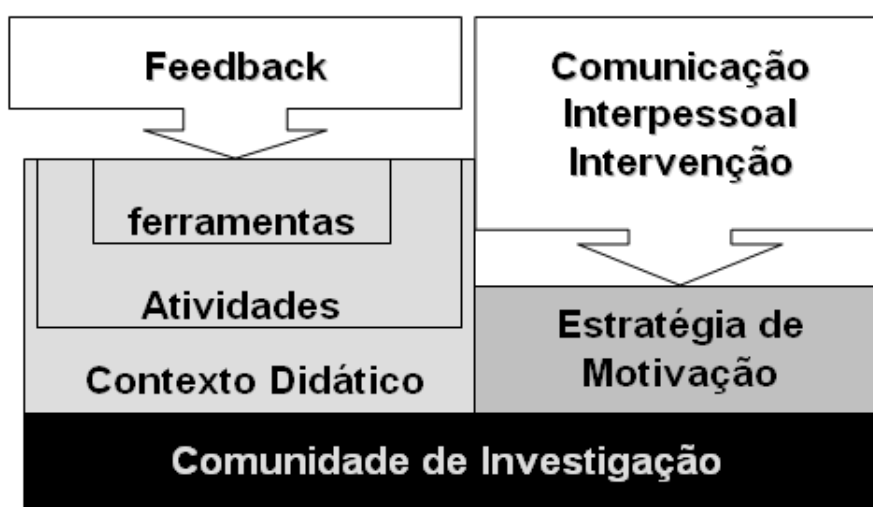 Feedback
ferramentas
Atividades
Contexto Didático
Comunicação
Interpessoal
Intervenção
Estratégia de
Motivação
Comunidade de Investigação